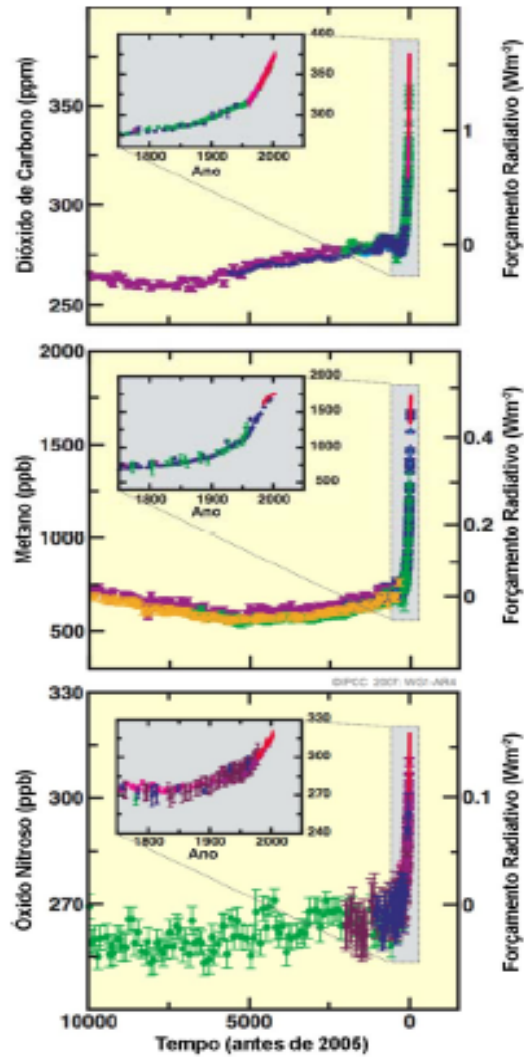 Dióxido de Carbono (ppm)
350
300
250
400
350
300
1800 1900 2000
Ano
1
0
Forçamento Radiativo (Wm⁻²)
Metano (ppb)
2000
1500
1000
500
2000
1500
1000
500
1800 1900 2000
Ano
0.4
0.2
0
Forçamento Radiativo (Wm⁻²)
©IPCC 2007: WG1-AR4
Óxido Nitroso (ppb)
330
300
270
330
300
270
240
1800 1900 2000
Ano
0.1
0
Forçamento Radiativo (Wm⁻²)
10000 5000 0
Tempo (antes de 2005)